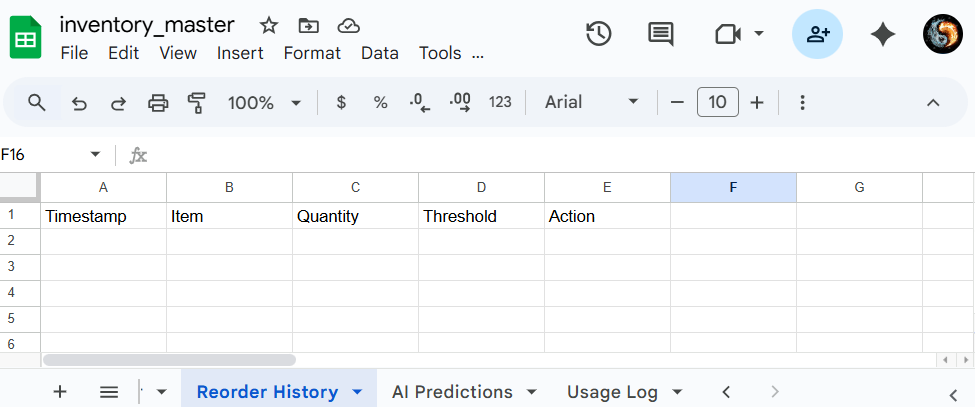 inventory_master
File Edit View Insert Format Data Tools ...
100% $ % .0 .00 123 Arial 10
F16 fx
A B C D E F G
1 Timestamp Item Quantity Threshold Action
2
3
4
5
6
Reorder History AI Predictions Usage Log